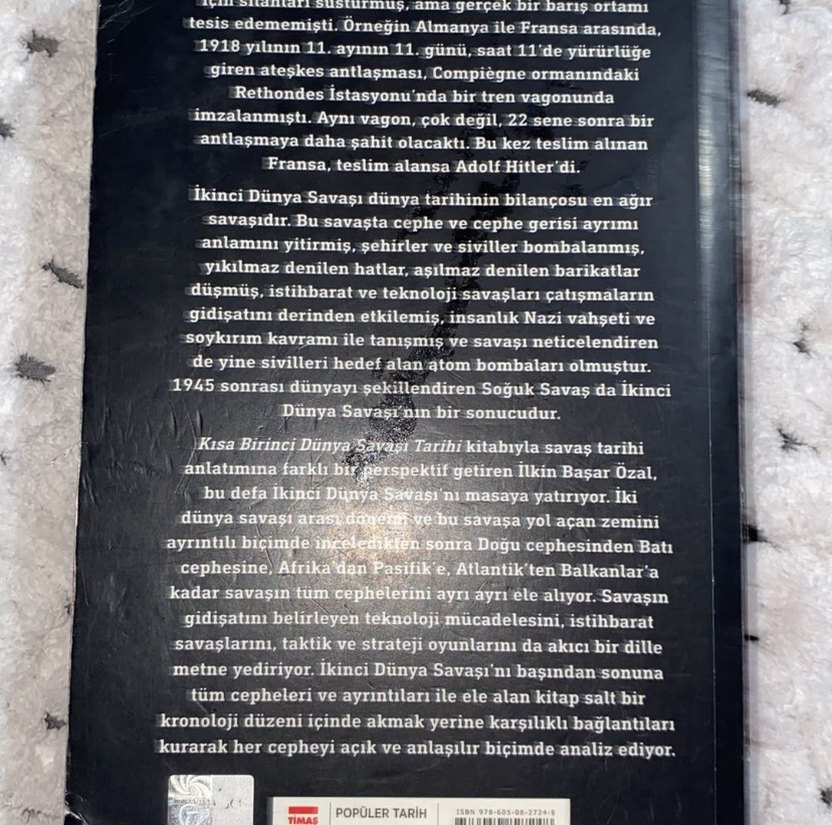 için silahları susturmuş, ama gerçek bir barış ortamı
tesis edememişti. Örneğin Almanya ile Fransa arasında,
1918 yılının 11. ayının 11. günü, saat 11'de yürürlüğe
giren ateşkes antlaşması, Compiègne ormanındaki
Rethondes İstasyonu'nda bir tren vagonunda
imzalanmıştı. Aynı vagon, çok değil, 22 sene sonra bir
antlaşmaya daha şahit olacaktı. Bu kez teslim alınan
Fransa, teslim alansa Adolf Hitler'di.
İkinci Dünya Savaşı dünya tarihinin bilançosu en ağır
savaşıdır. Bu savaşta cephe ve cephe gerisi ayrımı
anlamını yitirmiş, şehirler ve siviller bombalanmış,
yıkılmaz denilen hatlar, aşılmaz denilen barikatlar
düşmüş, istihbarat ve teknoloji savaşları çatışmaların
gidişatını derinden etkilemiş, insanlık Nazi vahşeti ve
soykırım kavramı ile tanışmış ve savaşı neticelendiren
de yine sivilleri hedef alan atom bombaları olmuştur.
1945 sonrası dünyayı şekillendiren Soğuk Savaş da İkinci
Dünya Savaşı'nın bir sonucudur.
Kısa Birinci Dünya Savaşı Tarihi kitabıyla savaş tarihi
anlatımına farklı bir perspektif getiren İlkin Başar Özal,
bu defa İkinci Dünya Savaşı'nı masaya yatırıyor. İki
dünya savaşı arası dönemi ve bu savaşa yol açan zemini
ayrıntılı biçimde inceledikten sonra Doğu cephesinden Batı
cephesine, Afrika'dan Pasifik'e, Atlantik'ten Balkanlar'a
kadar savaşın tüm cephelerini ayrı ayrı ele alıyor. Savaşın
gidişatını belirleyen teknoloji mücadelesini, istihbarat
savaşlarını, taktik ve strateji oyunlarını da akıcı bir dille
metne yediriyor. İkinci Dünya Savaşı'nı başından sonuna
tüm cepheleri ve ayrıntıları ile ele alan kitap salt bir
kronoloji düzeni içinde akmak yerine karşılıklı bağlantıları
kurarak her cepheyi açık ve anlaşılır biçimde analiz ediyor.
TİMAŞ POPÜLER TARİH ISBN 978-605-08-2724-8